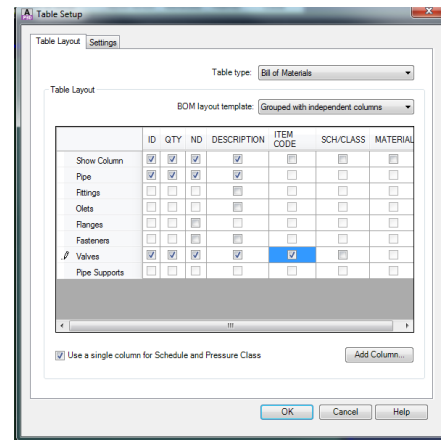 Table Setup
Table Layout Settings
Table type: Bill of Materials
Table Layout
BOM layout template: Grouped with independent columns
ID QTY ND DESCRIPTION ITEM CODE SCH/CLASS MATERIAL
Show Column
Pipe
Fittings
Olets
Flanges
Fasteners
Valves
Pipe Supports
Use a single column for Schedule and Pressure Class
Add Column...
OK Cancel Help